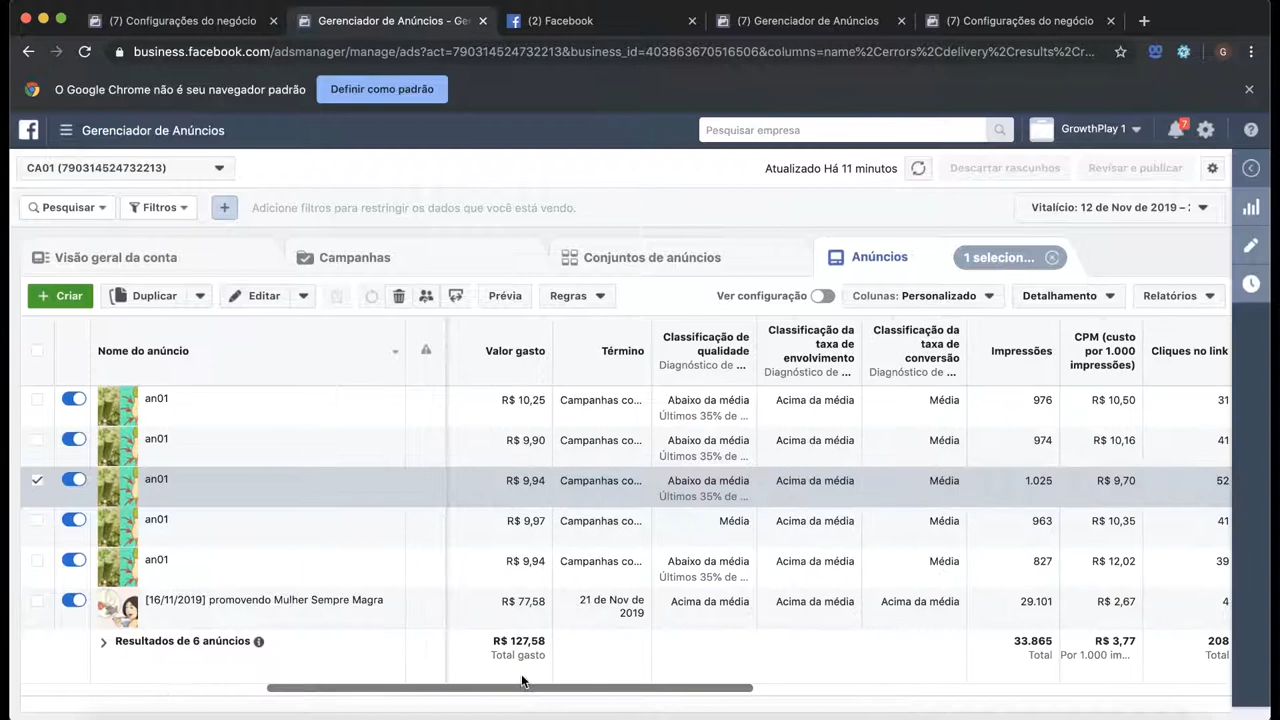 (7) Configurações do negócio
Gerenciador de Anúncios - Ge
(2) Facebook
(7) Gerenciador de Anúncios
(7) Configurações do negócio
business.facebook.com/adsmanager/manage/ads?act=790314524732213&business_id=403863670516506&columns=name%2Cerrors%2Cdelivery%2Cresults%2Cr...
G
O Google Chrome não é seu navegador padrão
Definir como padrão
Gerenciador de Anúncios
Pesquisar empresa
GrowthPlay 1
7
CA01 (790314524732213)
Atualizado Há 11 minutos
Descartar rascunhos
Revisar e publicar
Pesquisar
Filtros
Adicione filtros para restringir os dados que você está vendo.
Vitalício: 12 de Nov de 2019 –
Visão geral da conta
Campanhas
Conjuntos de anúncios
Anúncios
1 selecion...
+ Criar
Duplicar
Editar
Prévia
Regras
Ver configuração
Colunas: Personalizado
Detalhamento
Relatórios
Nome do anúncio
Valor gasto
Término
Classificação de qualidade
Diagnóstico de ...
Classificação da taxa de envolvimento
Diagnóstico de ...
Classificação da taxa de conversão
Diagnóstico de ...
Impressões
CPM (custo por 1.000 impressões)
Cliques no link
an01 R$ 10,25 Campanhas co... Abaixo da média Acima da média Média 976 R$ 10,50 31
Últimos 35% de ...
an01 R$ 9,90 Campanhas co... Abaixo da média Acima da média Média 974 R$ 10,16 41
Últimos 35% de ...
an01 R$ 9,94 Campanhas co... Abaixo da média Acima da média Média 1.025 R$ 9,70 52
Últimos 35% de ...
an01 R$ 9,97 Campanhas co... Média Acima da média Média 963 R$ 10,35 41
an01 R$ 9,94 Campanhas co... Abaixo da média Acima da média Média 827 R$ 12,02 39
Últimos 35% de ...
[16/11/2019] promovendo Mulher Sempre Magra R$ 77,58 21 de Nov de 2019 Acima da média Acima da média Acima da média 29.101 R$ 2,67 4
Resultados de 6 anúncios R$ 127,58 33.865 R$ 3,77 208
Total gasto Total Por 1.000 im... Total